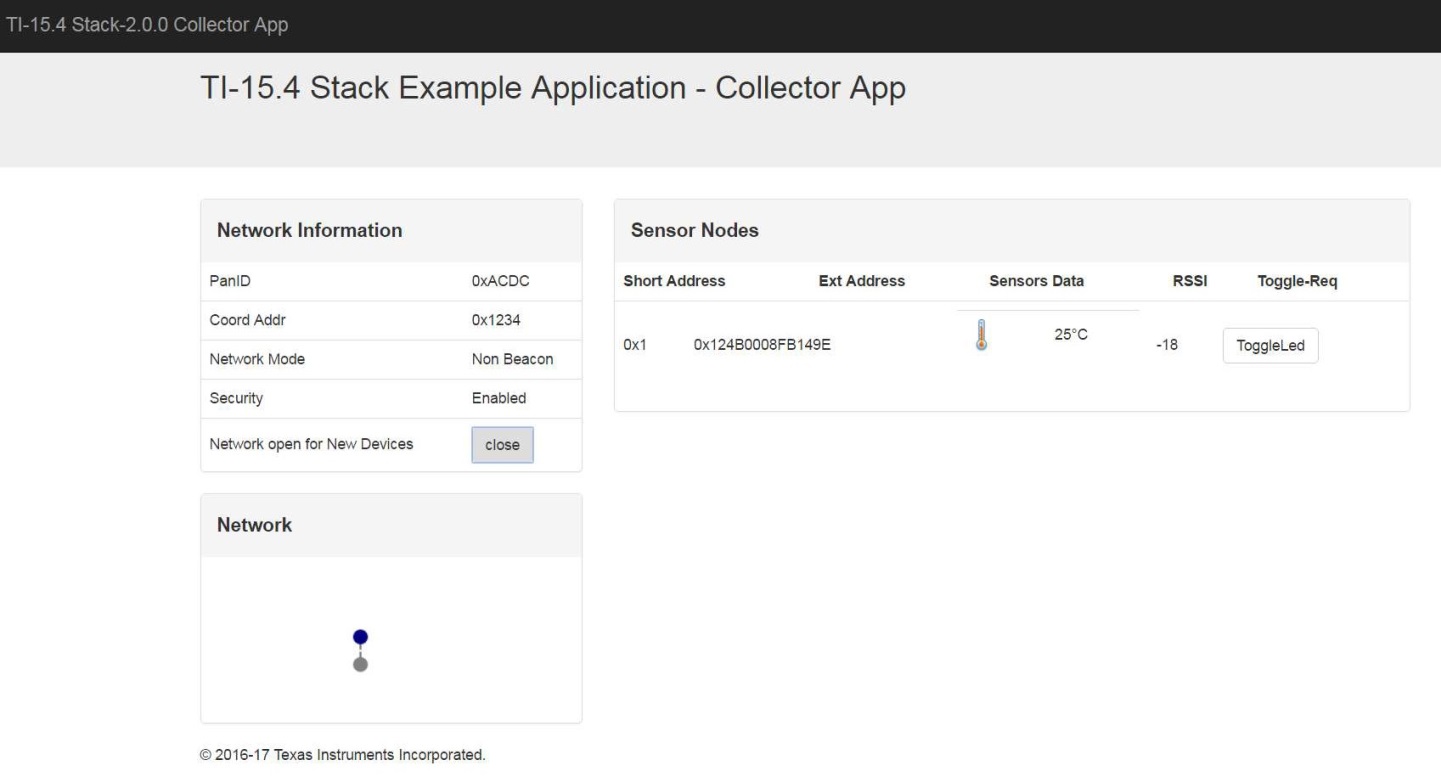 TI-15.4 Stack-2.0.0 Collector App
TI-15.4 Stack Example Application - Collector App
Network Information
PanID 0xACDC
Coord Addr 0x1234
Network Mode Non Beacon
Security Enabled
Network open for New Devices close
Sensor Nodes
Short Address Ext Address Sensors Data RSSI Toggle-Req
0x1 0x124B0008FB149E 25°C -18 ToggleLed
Network
© 2016-17 Texas Instruments Incorporated.